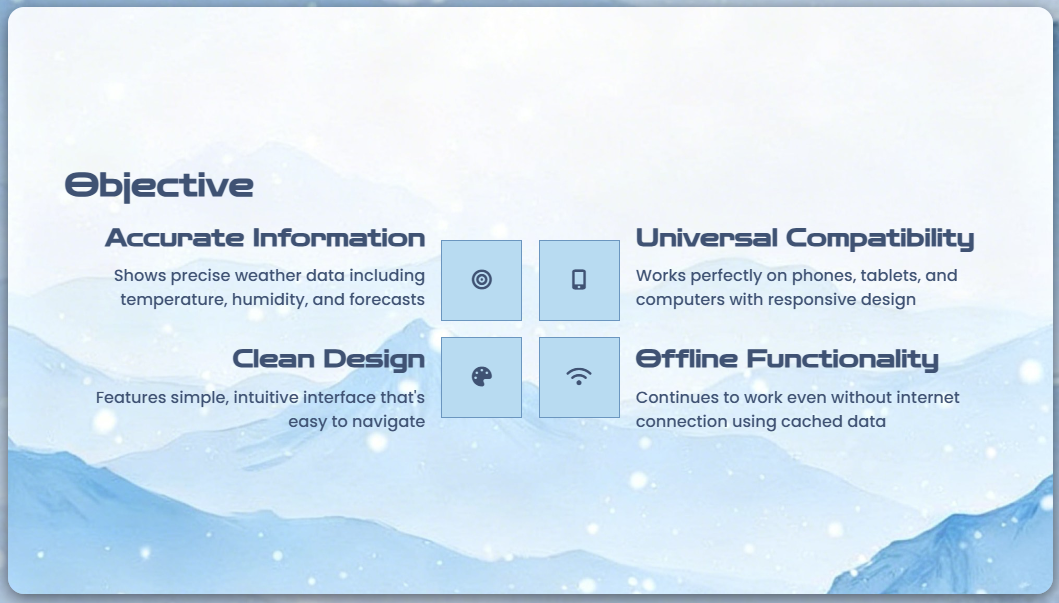 Objective
Accurate Information
Shows precise weather data including
temperature, humidity, and forecasts
Universal Compatibility
Works perfectly on phones, tablets, and
computers with responsive design
Clean Design
Features simple, intuitive interface that's
easy to navigate
Offline Functionality
Continues to work even without internet
connection using cached data